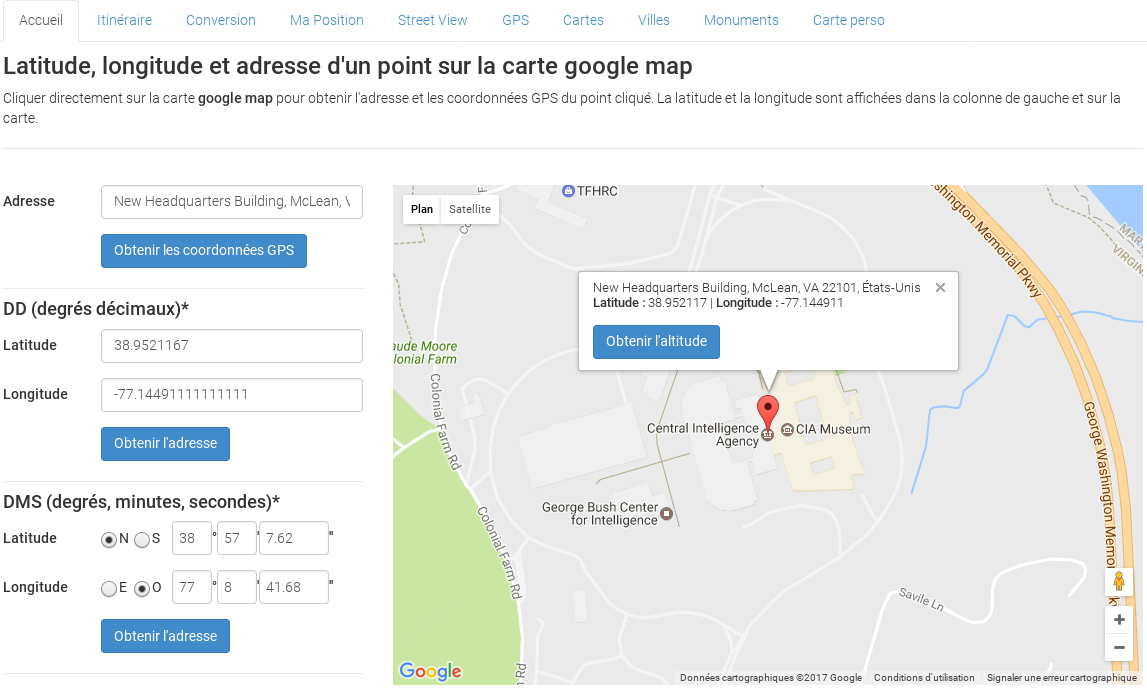 Accueil Itinéraire Conversion Ma Position Street View GPS Cartes Villes Monuments Carte perso
Latitude, longitude et adresse d'un point sur la carte google map
Cliquer directement sur la carte google map pour obtenir l'adresse et les coordonnées GPS du point cliqué. La latitude et la longitude sont affichées dans la colonne de gauche et sur la
carte.
Adresse New Headquarters Building, McLean, \
Obtenir les coordonnées GPS
DD (degrés décimaux)*
Latitude 38.9521167
Longitude -77.14491111111111
Obtenir l'adresse
DMS (degrés, minutes, secondes)*
Latitude N S 38 ° 57 ' 7.62 "
Longitude E O 77 ° 8 ' 41.68 "
Obtenir l'adresse
Plan Satellite
TFHRC
New Headquarters Building, McLean, VA 22101, États-Unis ×
Latitude : 38.952117 | Longitude : -77.144911
Obtenir l'altitude
ington Memorial Pkwy
MAR
VIRGIN
aude Moore
lonial Farm
Colonial Farm Rd
Central Intelligence
Agency
CIA Museum
George Bush Center
for Intelligence
George Washington Memo
Colonial Farm Rd
Savile Ln
+
−
Rd
Google
Données cartographiques ©2017 Google Conditions d'utilisation Signaler une erreur cartographique